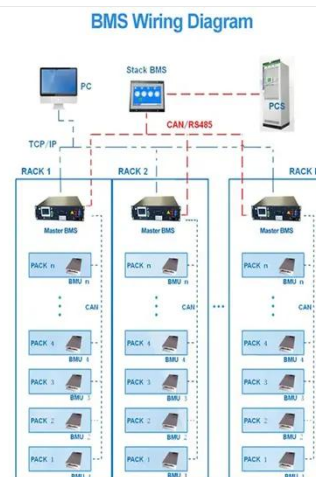 BMS Wiring Diagram
Stack BMS
PC
PCS
CAN/RS485
TCP/IP
RACK 1
RACK 2
RACK
Master BMS
Master BMS
Master BMS
PACK n
BMU n
PACK n
BMU n
PACK n
BMU n
CAN
CAN
CAN
PACK 4
BMU 4
PACK 4
BMU 4
PACK 4
BMU 4
PACK 3
BMU 3
PACK 3
BMU 3
PACK 3
BMU 3
PACK 2
BMU 2
PACK 2
BMU 2
PACK 2
BMU 2
PACK 1
PACK 1
PACK 1